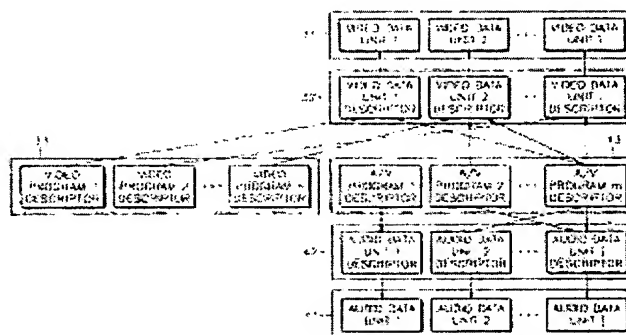 VIDEO DATA
UNIT 1
VIDEO DATA
UNIT 2
...
VIDEO DATA
UNIT
VIDEO DATA
UNIT 1
DESCRIPTOR
VIDEO DATA
UNIT 2
DESCRIPTOR
...
VIDEO DATA
UNIT
DESCRIPTOR
VIDEO
PROGRAM 1
DESCRIPTOR
VIDEO
PROGRAM 2
DESCRIPTOR
...
VIDEO
PROGRAM
DESCRIPTOR
A/V
PROGRAM 1
DESCRIPTOR
A/V
PROGRAM 2
DESCRIPTOR
...
A/V
PROGRAM m
DESCRIPTOR
AUDIO DATA
UNIT 1
DESCRIPTOR
AUDIO DATA
UNIT 2
DESCRIPTOR
...
AUDIO DATA
UNIT
DESCRIPTOR
AUDIO DATA
UNIT 1
AUDIO DATA
UNIT 2
...
AUDIO DATA
UNIT